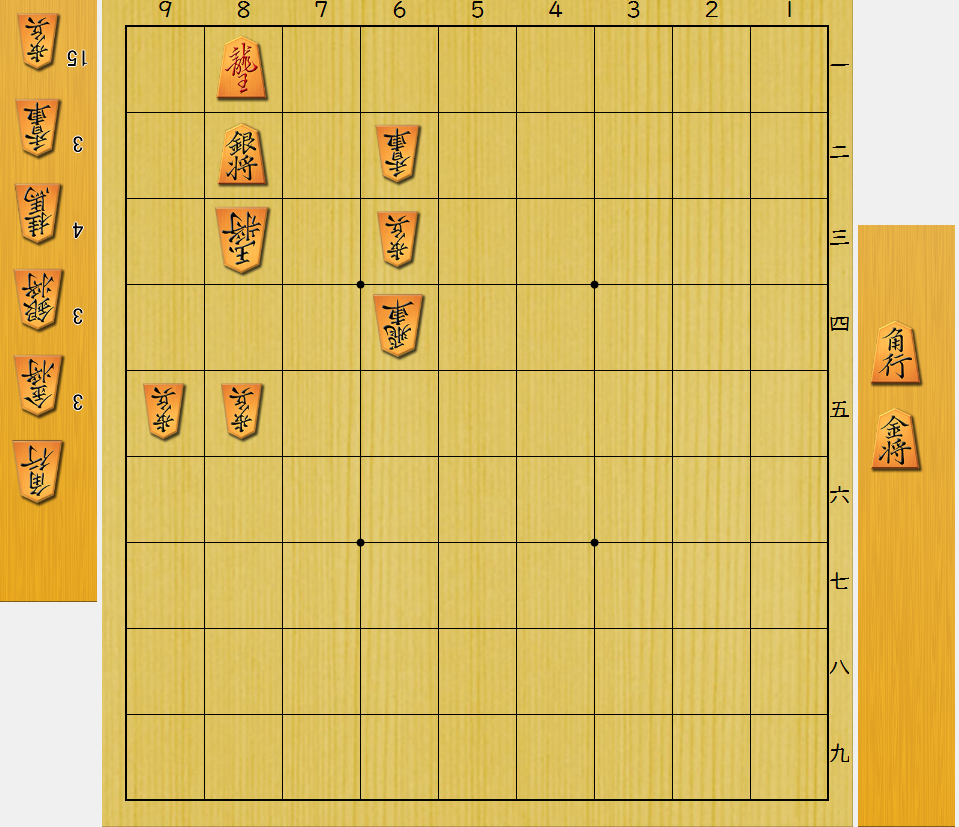 9 8 7 6 5 4 3 2 1
歩兵 15
香車 3
桂馬 4
銀将 3
金将 3
角行
龍王
銀将 香車
玉将 歩兵
飛車
歩兵 歩兵
一
二
三
四
五
六
七
八
九
角行
金将